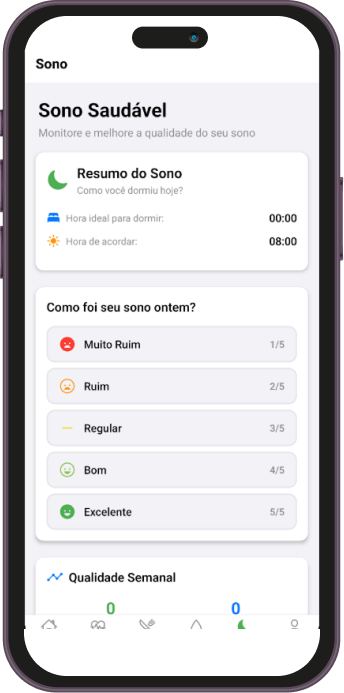 Sono
Sono Saudável
Monitore e melhore a qualidade do seu sono
Resumo do Sono
Como você dormiu hoje?
Hora ideal para dormir: 00:00
Hora de acordar: 08:00
Como foi seu sono ontem?
Muito Ruim 1/5
Ruim 2/5
Regular 3/5
Bom 4/5
Excelente 5/5
Qualidade Semanal
0 0